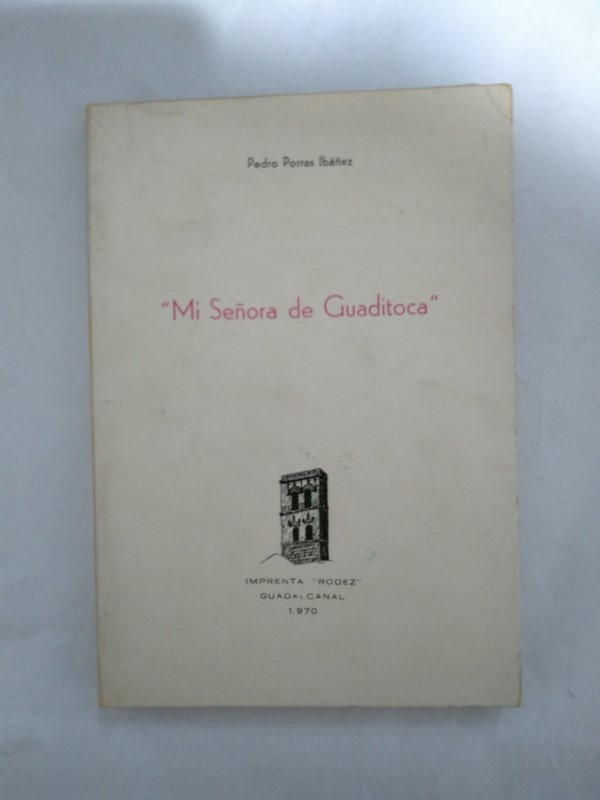 Pedro Porras Ibáñez
"Mi Señora de Guaditoca"
IMPRENTA "RODEZ"
GUADALCANAL
1.970